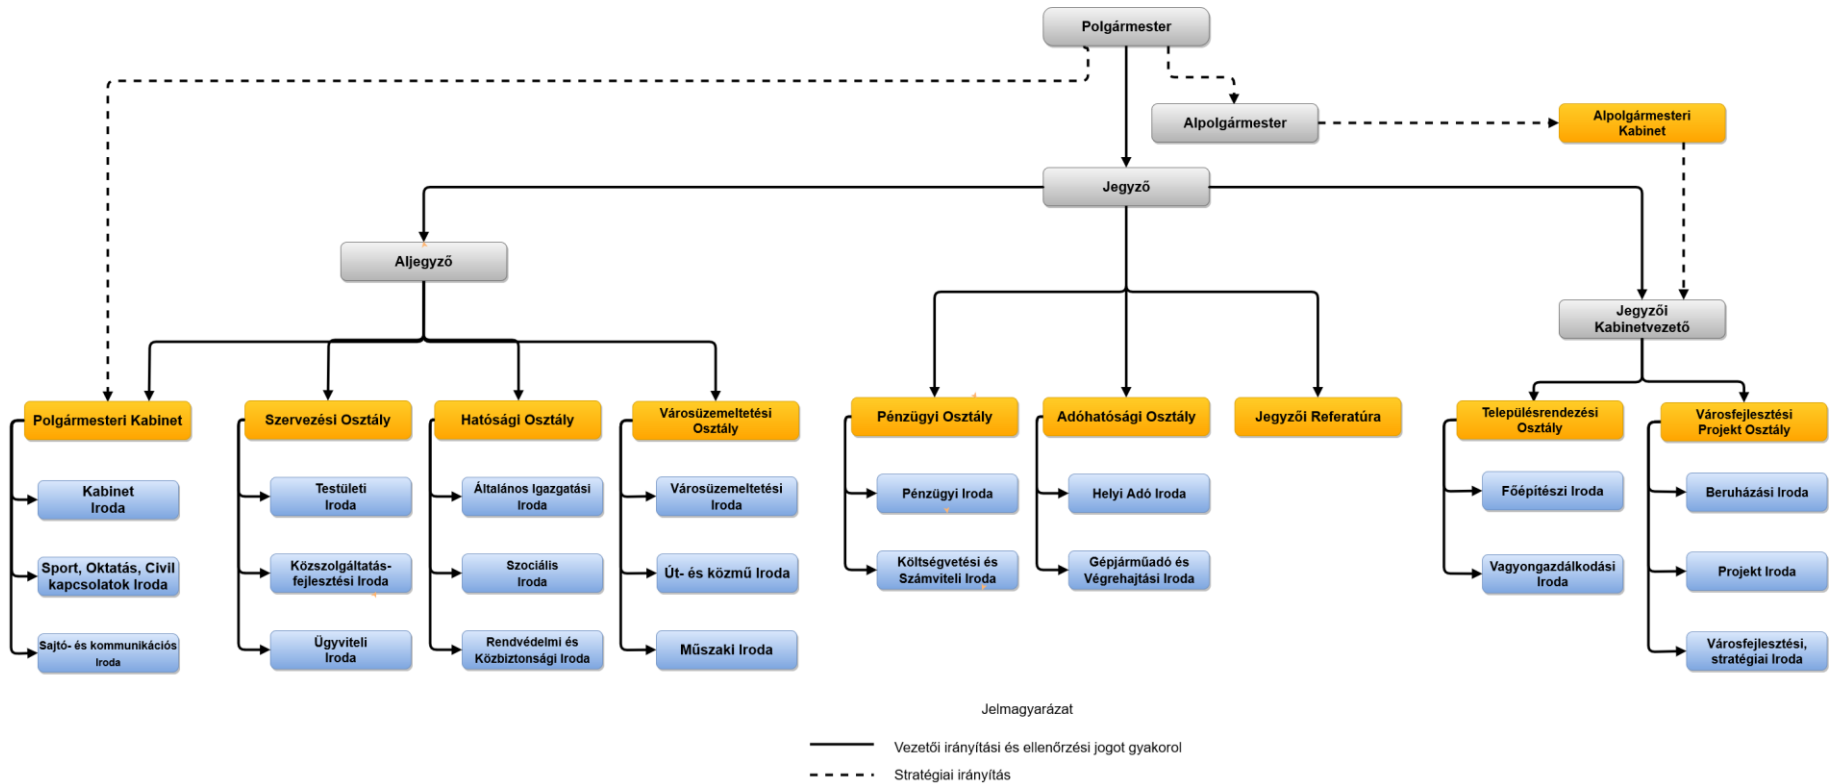 Polgármester
Alpolgármester
Alpolgármesteri
Kabinet
Jegyző
Aljegyző
Jegyzői
Kabinetvezető
Polgármesteri Kabinet
Szervezési Osztály
Hatósági Osztály
Városüzemeltetési
Osztály
Pénzügyi Osztály
Adóhatósági Osztály
Jegyzői Referatúra
Településrendezési
Osztály
Városfejlesztési
Projekt Osztály
Kabinet
Iroda
Testületi
Iroda
Általános Igazgatási
Iroda
Városüzemeltetési
Iroda
Pénzügyi Iroda
Helyi Adó Iroda
Főépítészi Iroda
Beruházási Iroda
Sport, Oktatás, Civil
kapcsolatok Iroda
Közszolgáltatás-
fejlesztési Iroda
Szociális
Iroda
Út- és közmű Iroda
Költségvetési és
Számviteli Iroda
Gépjárműadó és
Végrehajtási Iroda
Vagyongazdálkodási
Iroda
Projekt Iroda
Sajtó- és kommunikációs
Iroda
Ügyviteli
Iroda
Rendvédelmi és
Közbiztonsági Iroda
Műszaki Iroda
Városfejlesztési,
stratégiai Iroda
Jelmagyarázat
Vezetői irányítási és ellenőrzési jogot gyakorol
Stratégiai irányítás